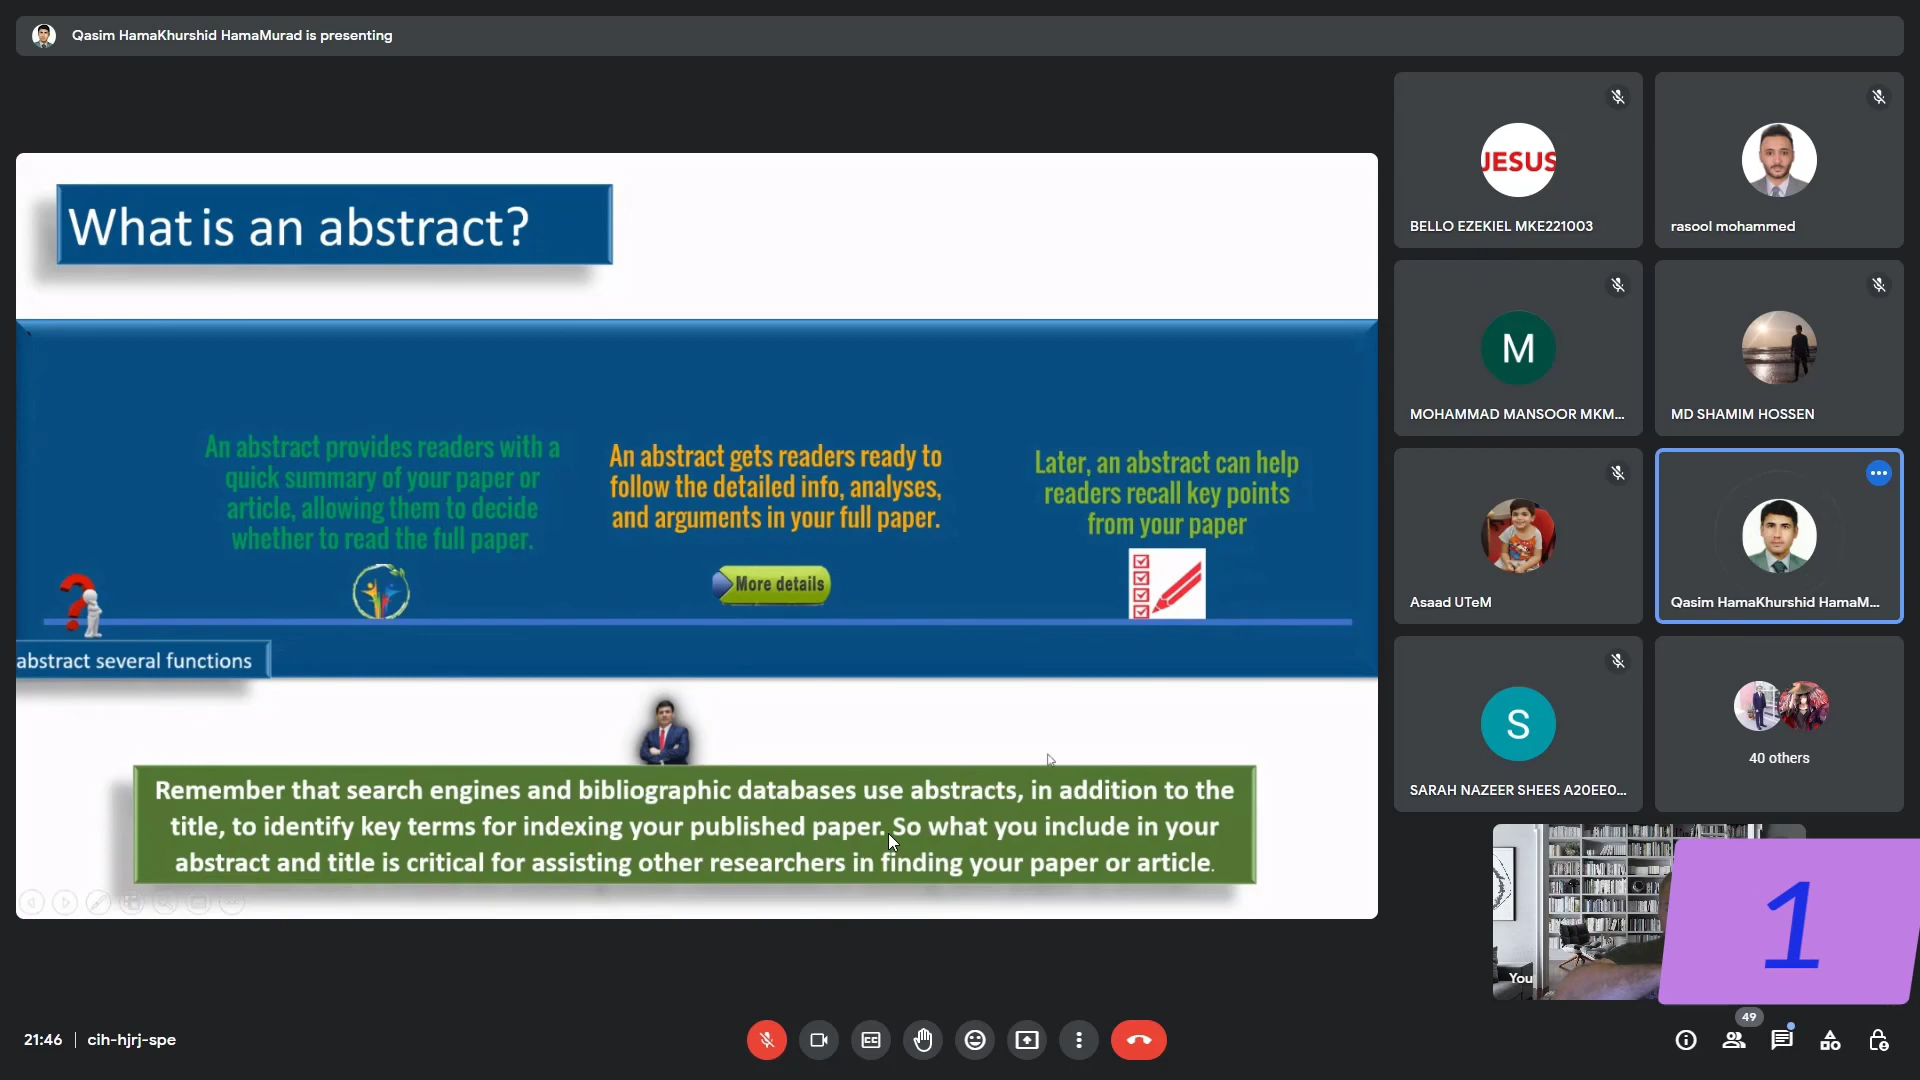 Qasim HamaKhurshid HamaMurad is presenting
What is an abstract?
An abstract provides readers with a
quick summary of your paper or
article, allowing them to decide
whether to read the full paper.
An abstract gets readers ready to
follow the detailed info, analyses,
and arguments in your full paper.
More details
Later, an abstract can help
readers recall key points
from your paper
abstract several functions
Remember that search engines and bibliographic databases use abstracts, in addition to the
title, to identify key terms for indexing your published paper. So what you include in your
abstract and title is critical for assisting other researchers in finding your paper or article.
JESUS
BELLO EZEKIEL MKE221003
rasool mohammed
M
MOHAMMAD MANSOOR MKM...
MD SHAMIM HOSSEN
Asaad UTeM
Qasim HamaKhurshid HamaM...
S
SARAH NAZEER SHEES A20EE0...
40 others
You
1
21:46 | cih-hjrj-spe
CC
49